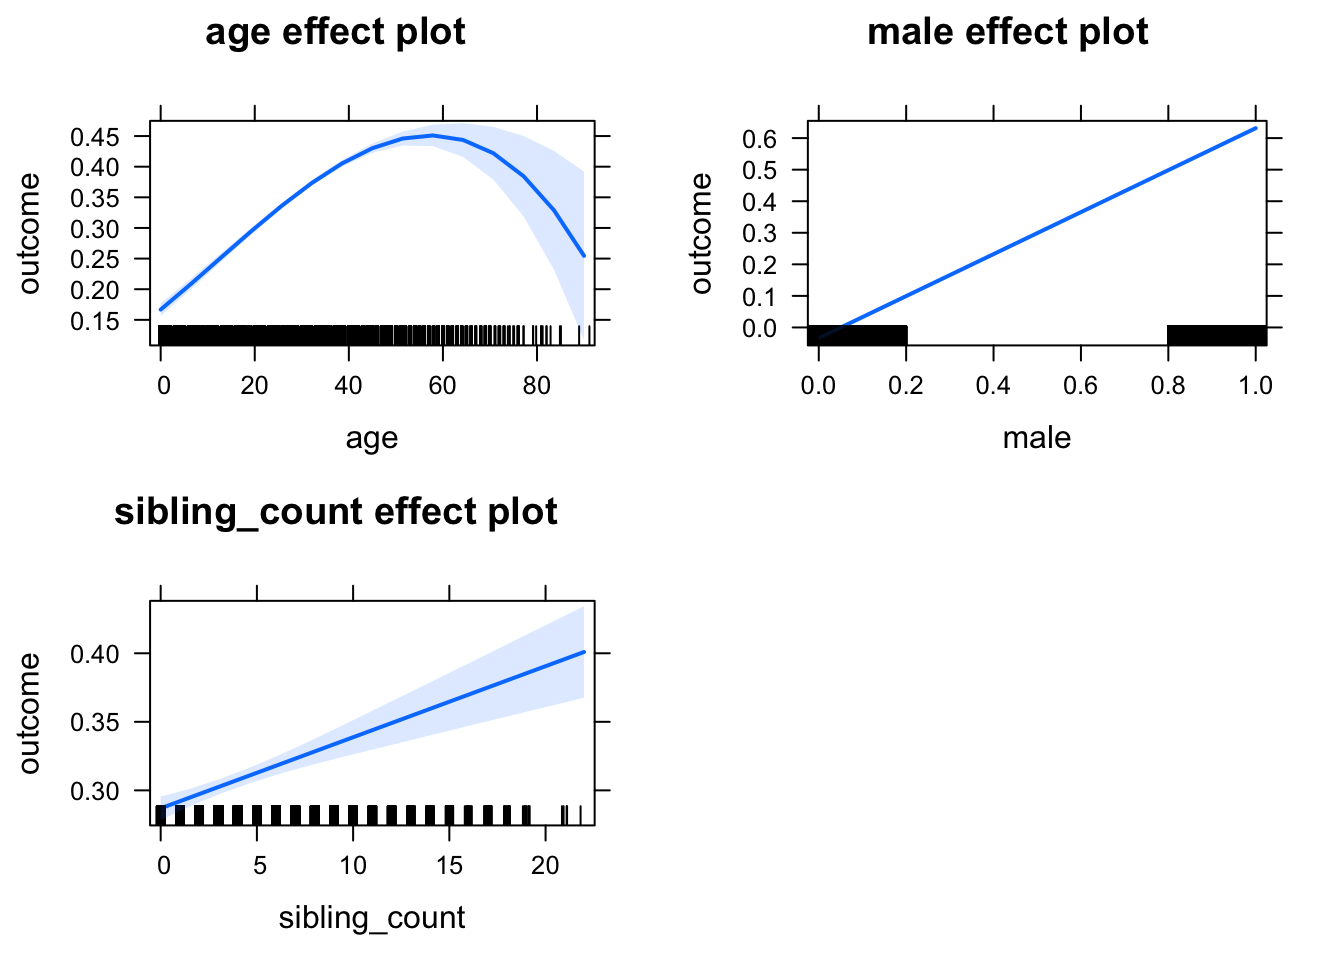 age effect plot
outcome
0.45
0.40
0.35
0.30
0.25
0.20
0.15
0 20 40 60 80
age
male effect plot
outcome
0.6
0.5
0.4
0.3
0.2
0.1
0.0
0.0 0.2 0.4 0.6 0.8 1.0
male
sibling_count effect plot
outcome
0.40
0.35
0.30
0 5 10 15 20
sibling_count